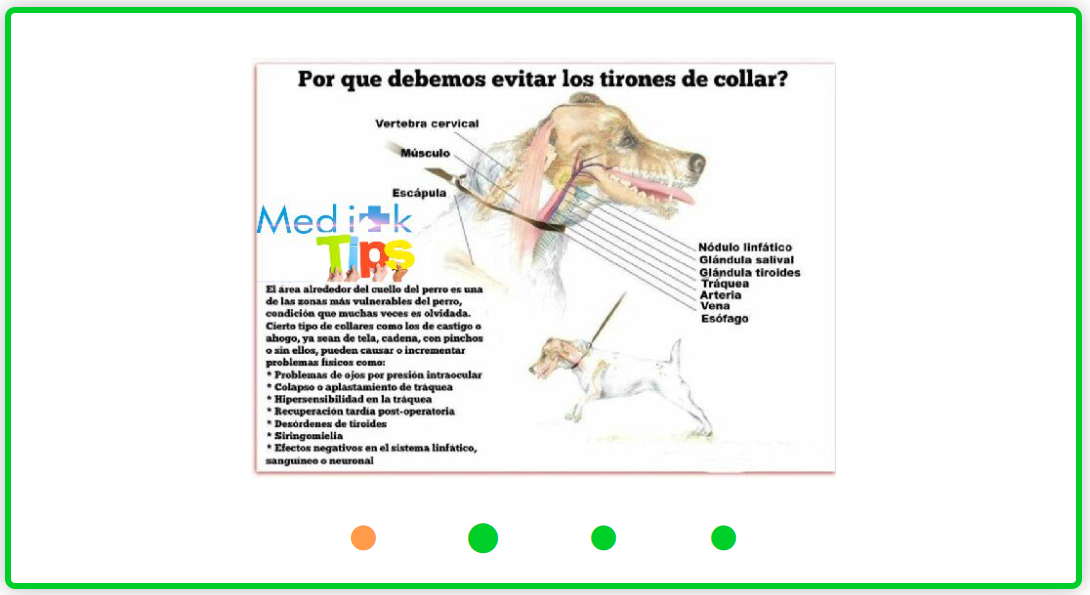 Por que debemos evitar los tirones de collar?
Vertebra cervical
Músculo
Escápula
Med i k
Tips
Nódulo linfático
Glándula salival
Glándula tiroides
Tráquea
Arteria
Vena
Esófago
El área alrededor del cuello del perro es una
de las zonas más vulnerables del perro,
condición que muchas veces es olvidada.
Cierto tipo de collares como los de castigo o
ahogo, ya sean de tela, cadena, con pinchos
o sin ellos, pueden causar o incrementar
problemas físicos como:
* Problemas de ojos por presión intraocular
* Colapso o aplastamiento de tráquea
* Hipersensibilidad en la tráquea
* Recuperación tardía post-operatoria
* Desórdenes de tiroides
* Siringomielia
* Efectos negativos en el sistema linfático,
sanguíneo o neuronal